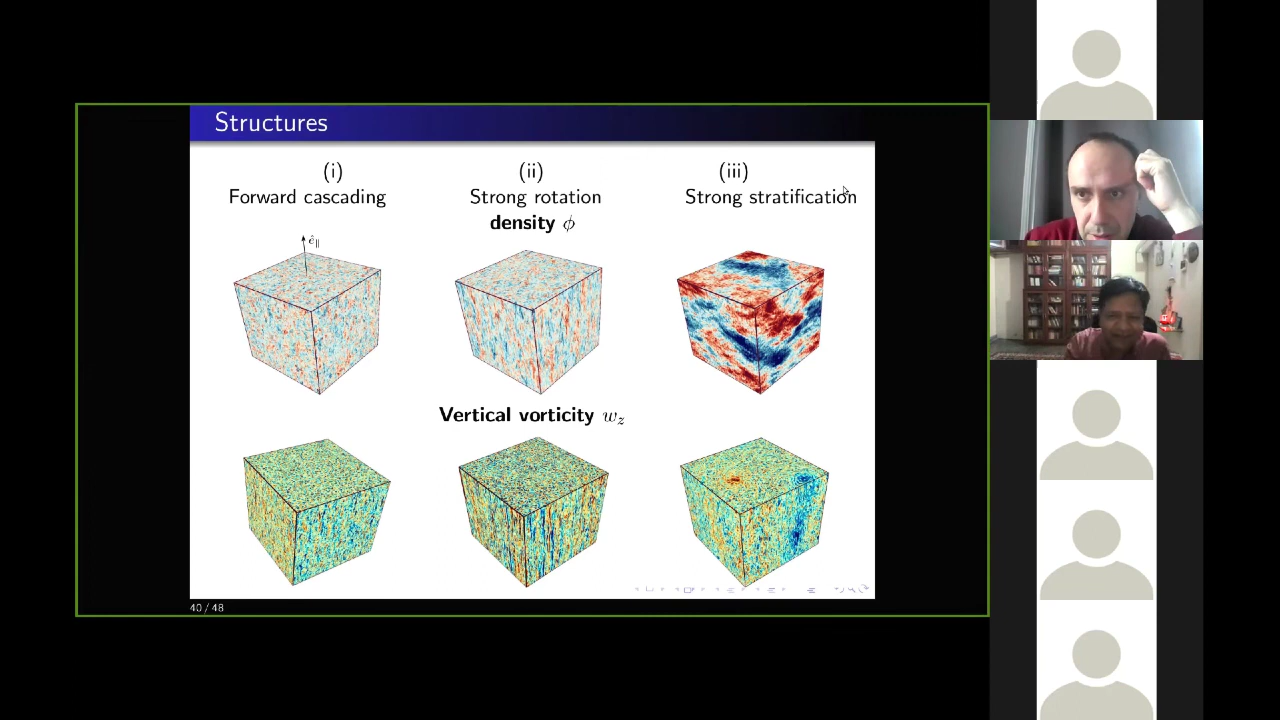 Structures
(i) (ii) (iii)
Forward cascading Strong rotation Strong stratification
density ϕ
ê∥
Vertical vorticity w_z
40 / 48